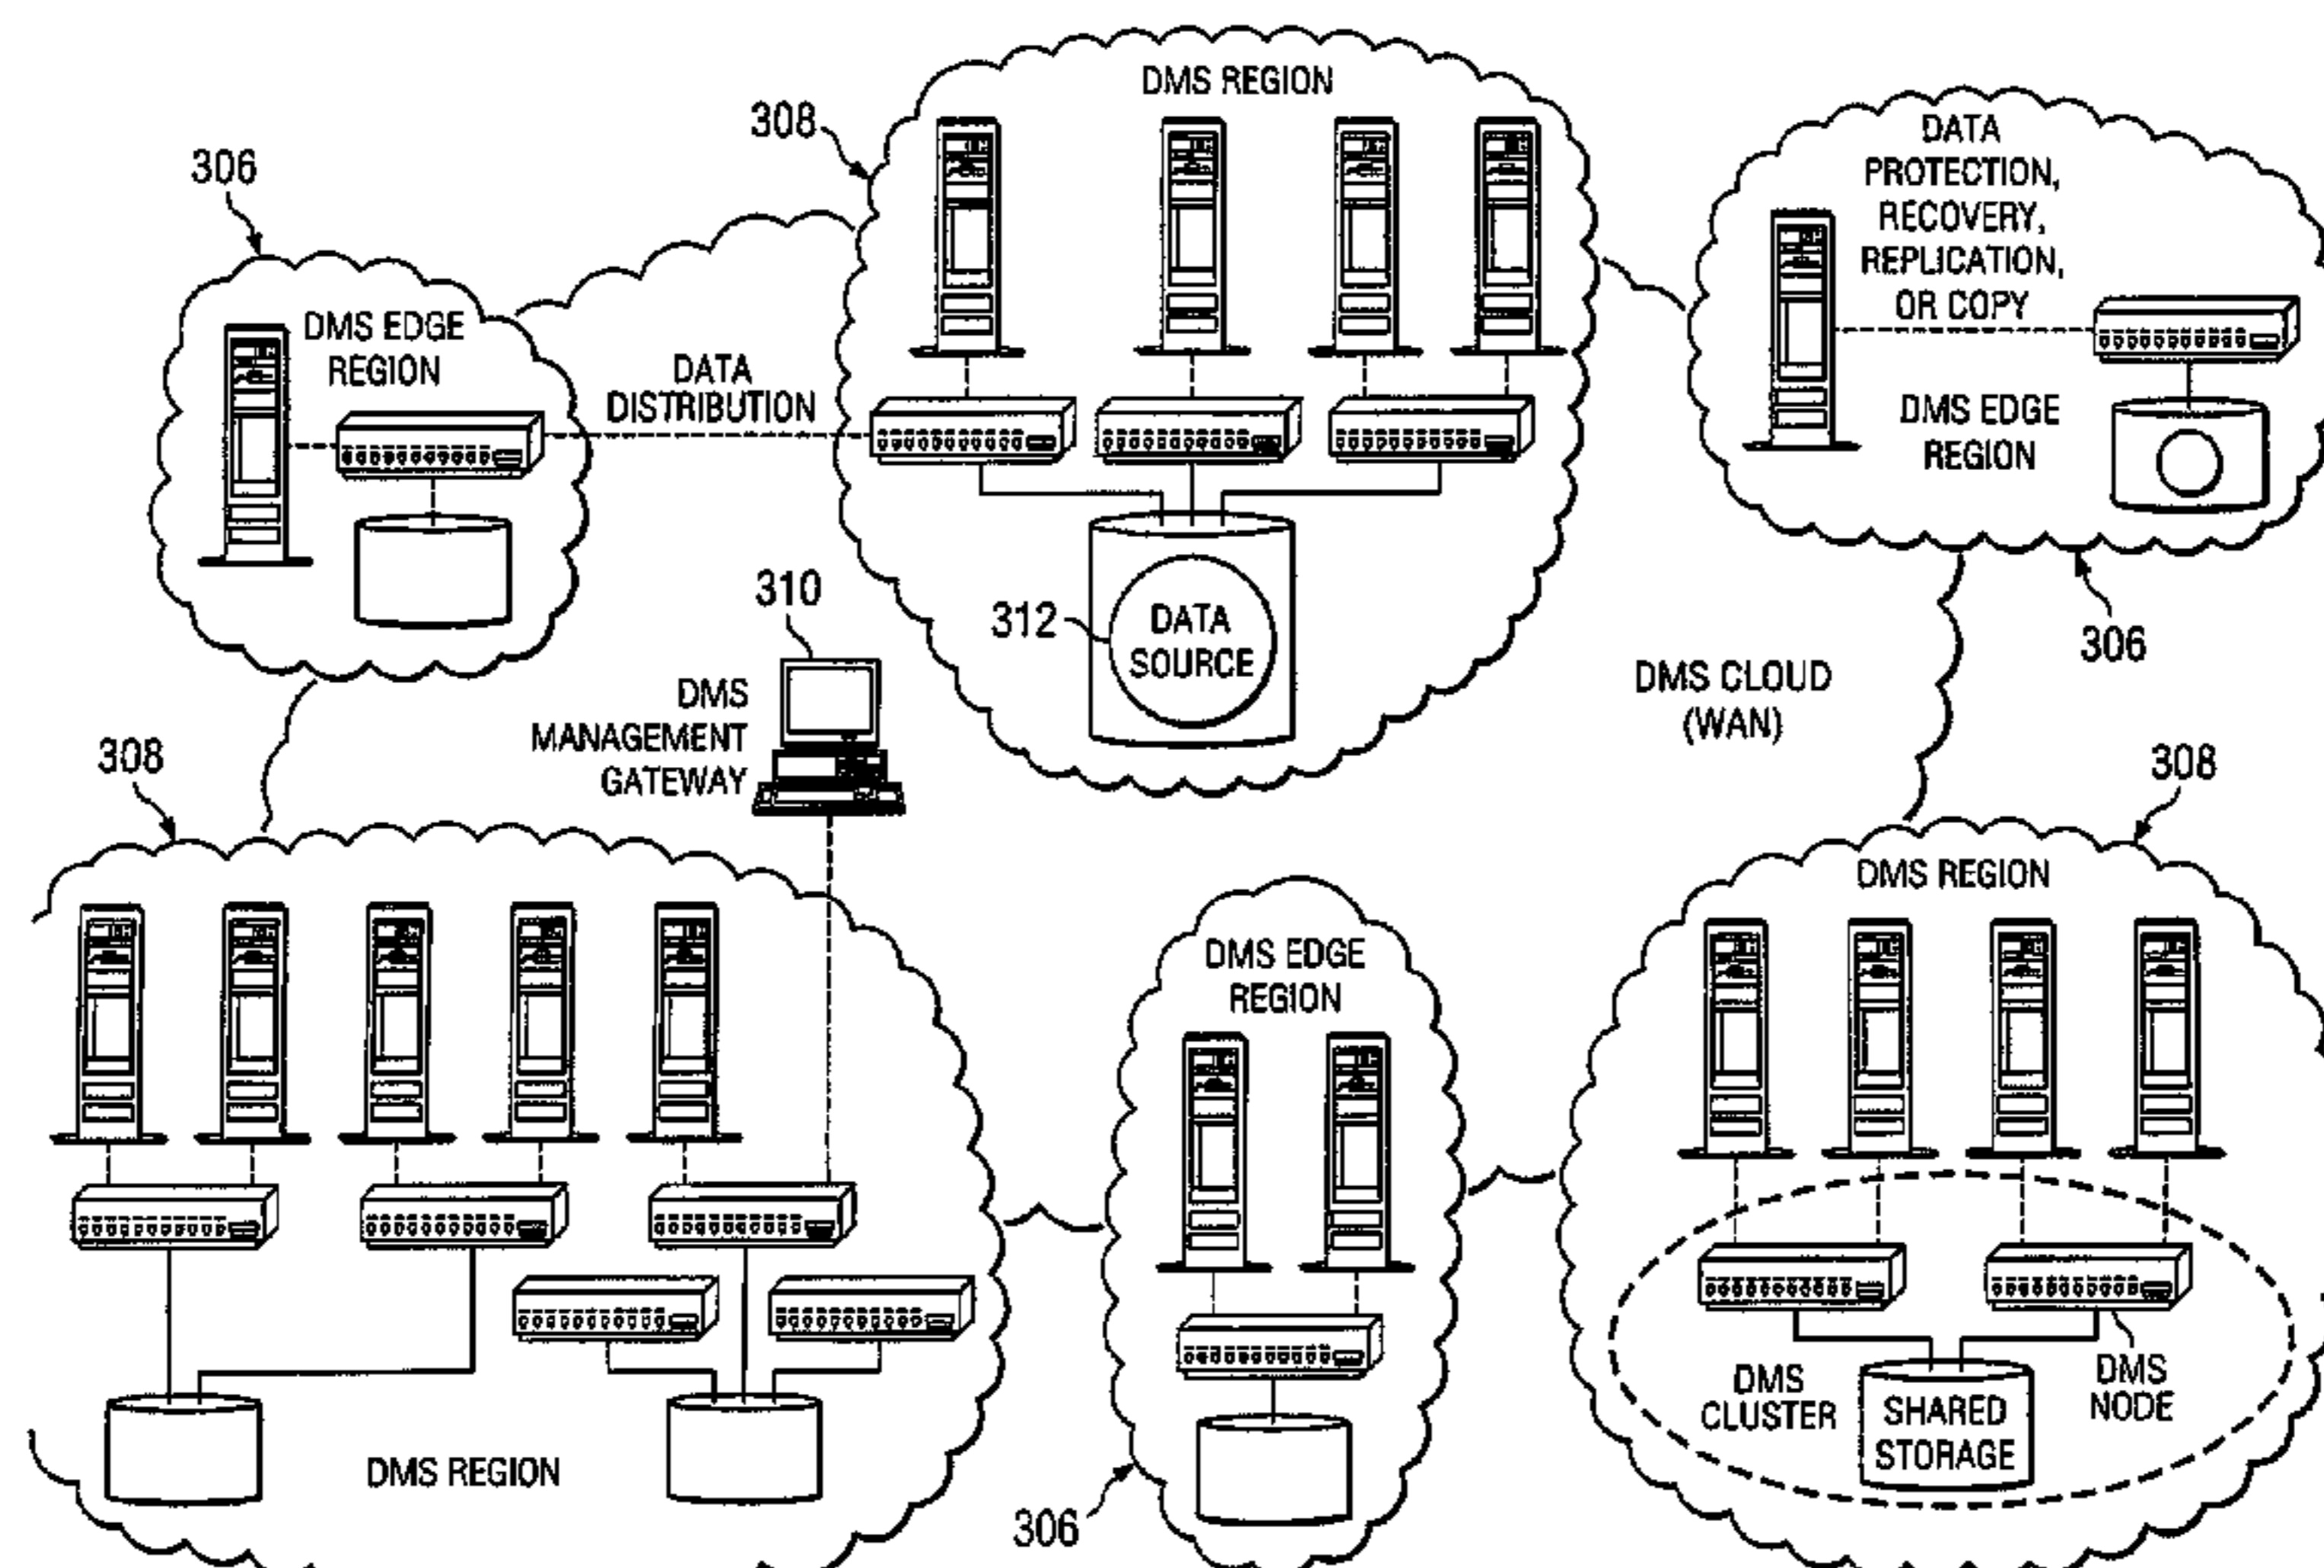 DMS REGION
308
DATA
PROTECTION,
RECOVERY,
REPLICATION,
OR COPY
306
DMS EDGE
REGION
DATA
DISTRIBUTION
DMS EDGE
REGION
310
312
DATA
SOURCE
306
DMS
MANAGEMENT
GATEWAY
DMS CLOUD
(WAN)
308
308
DMS REGION
DMS EDGE
REGION
DMS
CLUSTER
SHARED
STORAGE
DMS
NODE
DMS REGION
306